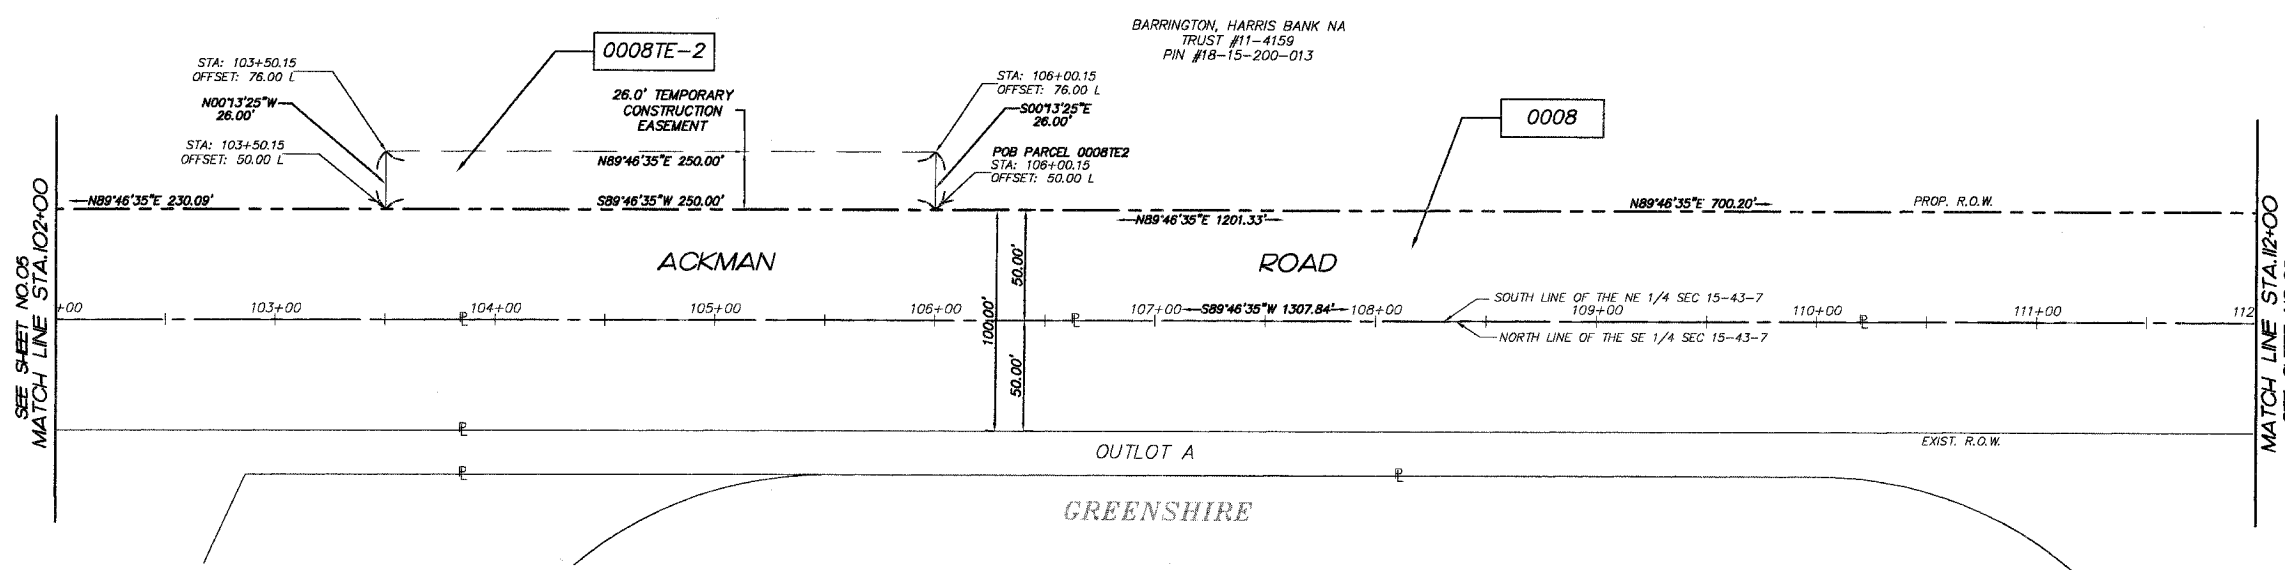 BARRINGTON, HARRIS BANK NA
TRUST #11-4159
PIN #18-15-200-013
0008TE-2
STA: 103+50.15
OFFSET: 76.00 L
N00°13'25"W
26.00'
STA: 103+50.15
OFFSET: 50.00 L
26.0' TEMPORARY
CONSTRUCTION
EASEMENT
STA: 106+00.15
OFFSET: 76.00 L
S00°13'25"E
26.00'
POB PARCEL 0008TE2
STA: 106+00.15
OFFSET: 50.00 L
0008
N89°46'35"E 250.00'
N89°46'35"E 230.09'
S89°46'35"W 250.00'
N89°46'35"E 1201.33'
N89°46'35"E 700.20'
PROP. R.O.W.
SEE SHEET NO.05
MATCH LINE STA.102+00
ACKMAN ROAD
50.00'
100.00'
50.00'
+00
103+00
104+00
105+00
106+00
107+00
S89°46'35"W 1307.84'
108+00
109+00
110+00
111+00
112
SOUTH LINE OF THE NE 1/4 SEC 15-43-7
NORTH LINE OF THE SE 1/4 SEC 15-43-7
MATCH LINE STA.112+00
OUTLOT A
EXIST. R.O.W.
GREENSHIRE